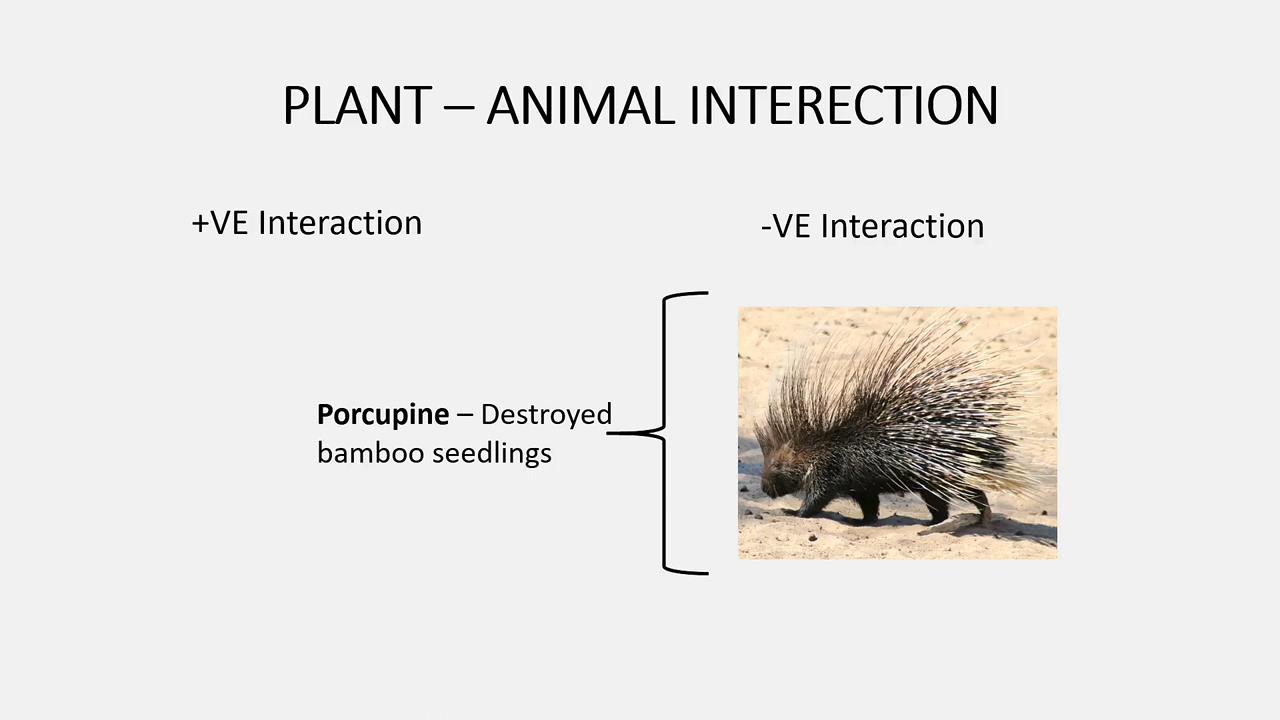 PLANT – ANIMAL INTERECTION
+VE Interaction
-VE Interaction
Porcupine – Destroyed
bamboo seedlings